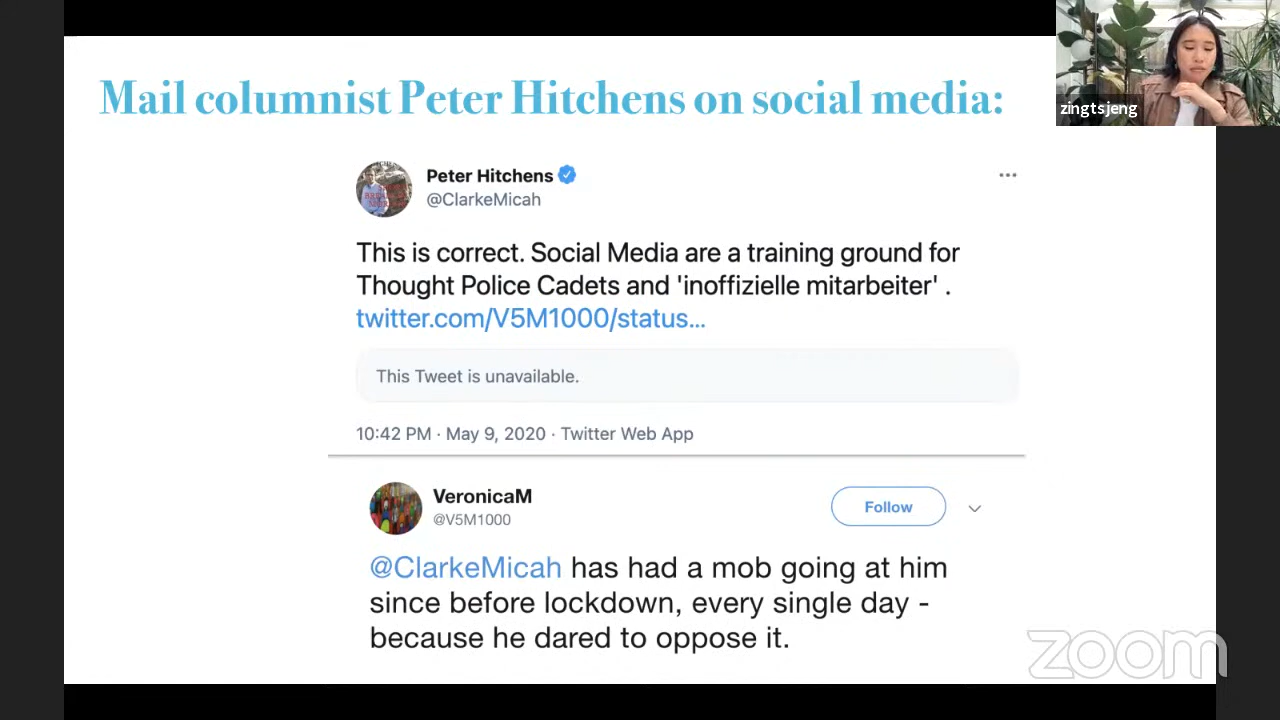 Mail columnist Peter Hitchens on social media:
zingtsjeng
Peter Hitchens
@ClarkeMicah
This is correct. Social Media are a training ground for
Thought Police Cadets and 'inoffizielle mitarbeiter' .
twitter.com/V5M1000/status...
This Tweet is unavailable.
10:42 PM · May 9, 2020 · Twitter Web App
VeronicaM
@V5M1000
Follow
@ClarkeMicah has had a mob going at him
since before lockdown, every single day -
because he dared to oppose it.
zoom